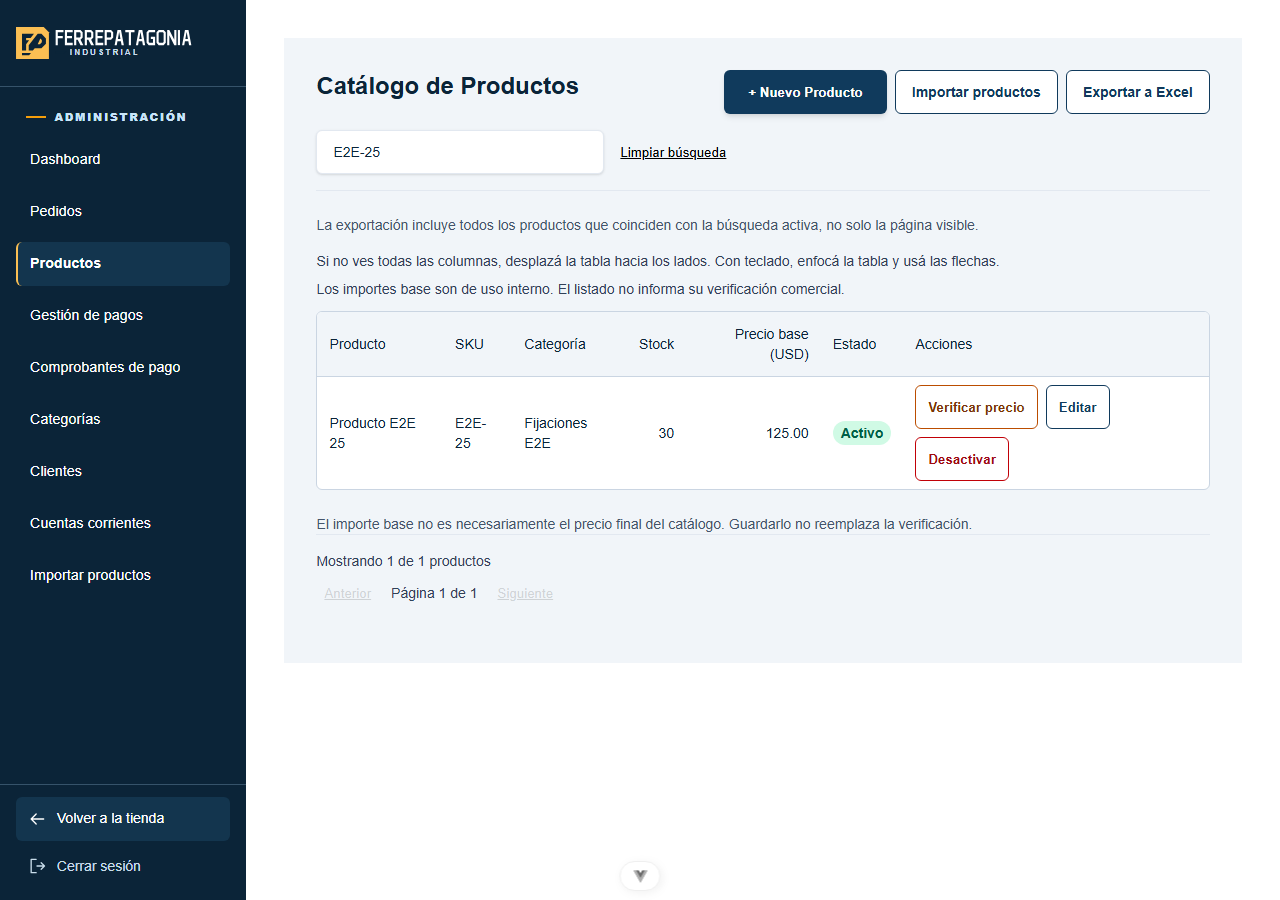 FERREPATAGONIA
INDUSTRIAL
ADMINISTRACIÓN
Dashboard
Pedidos
Productos
Gestión de pagos
Comprobantes de pago
Categorías
Clientes
Cuentas corrientes
Importar productos
Volver a la tienda
Cerrar sesión
Catálogo de Productos
+ Nuevo Producto
Importar productos
Exportar a Excel
E2E-25
Limpiar búsqueda
La exportación incluye todos los productos que coinciden con la búsqueda activa, no solo la página visible.
Si no ves todas las columnas, desplazá la tabla hacia los lados. Con teclado, enfocá la tabla y usá las flechas.
Los importes base son de uso interno. El listado no informa su verificación comercial.
Producto SKU Categoría Stock Precio base (USD) Estado Acciones
Producto E2E 25 E2E-25 Fijaciones E2E 30 125.00 Activo Verificar precio Editar
Desactivar
El importe base no es necesariamente el precio final del catálogo. Guardarlo no reemplaza la verificación.
Mostrando 1 de 1 productos
Anterior Página 1 de 1 Siguiente